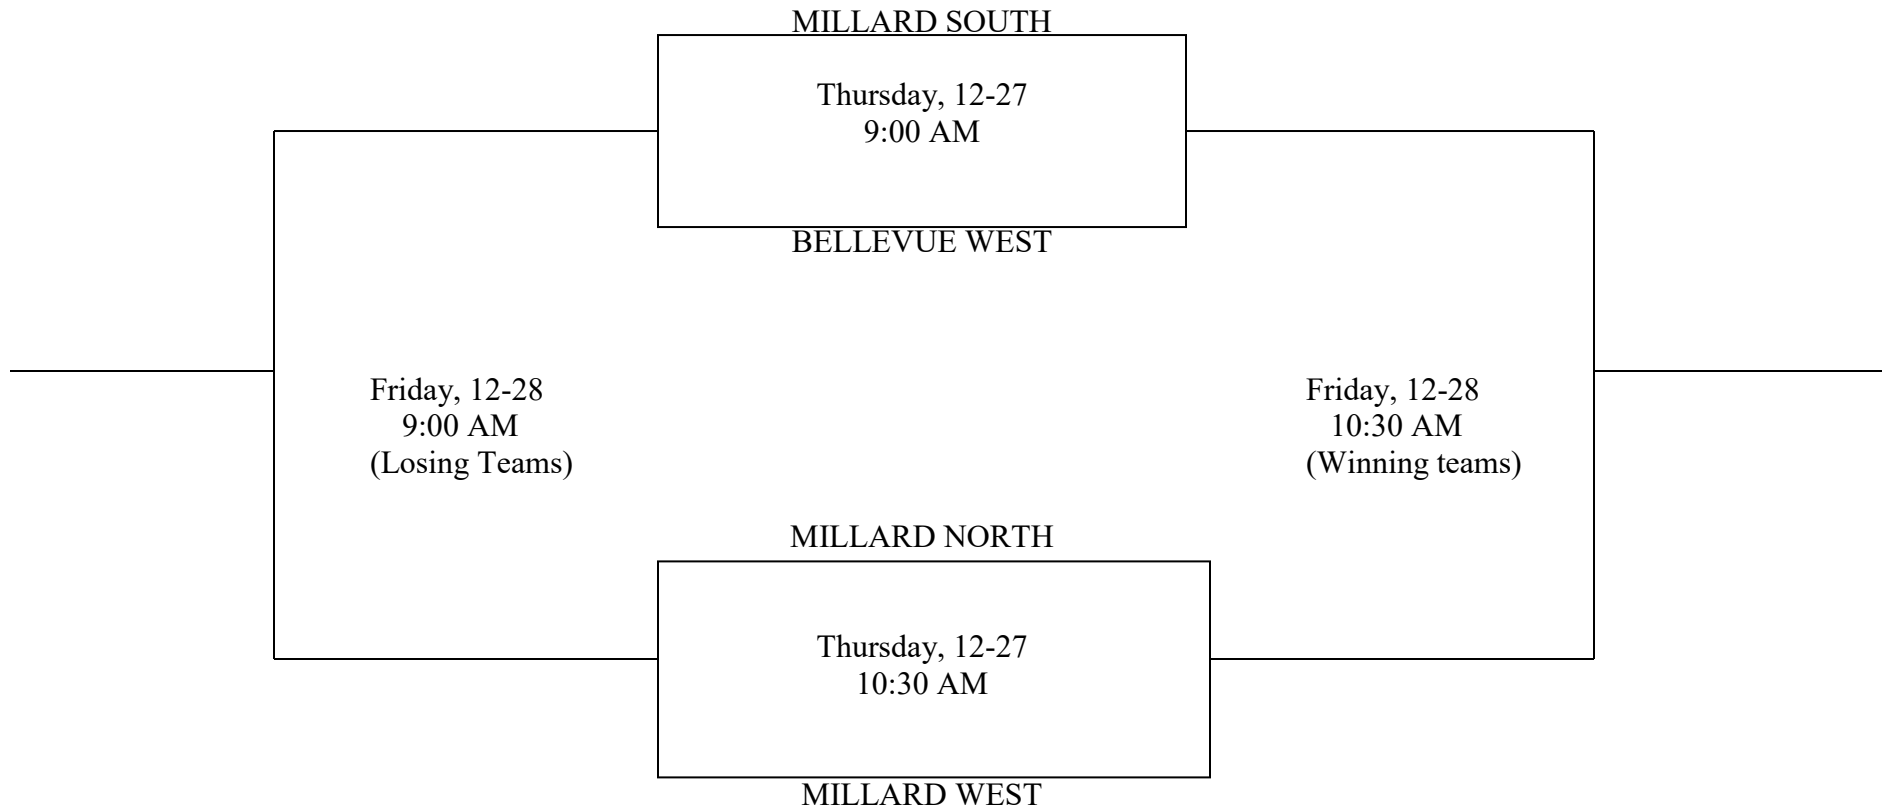 MILLARD SOUTH
Thursday, 12-27
9:00 AM
BELLEVUE WEST
Friday, 12-28
9:00 AM
(Losing Teams)
Friday, 12-28
10:30 AM
(Winning teams)
MILLARD NORTH
Thursday, 12-27
10:30 AM
MILLARD WEST